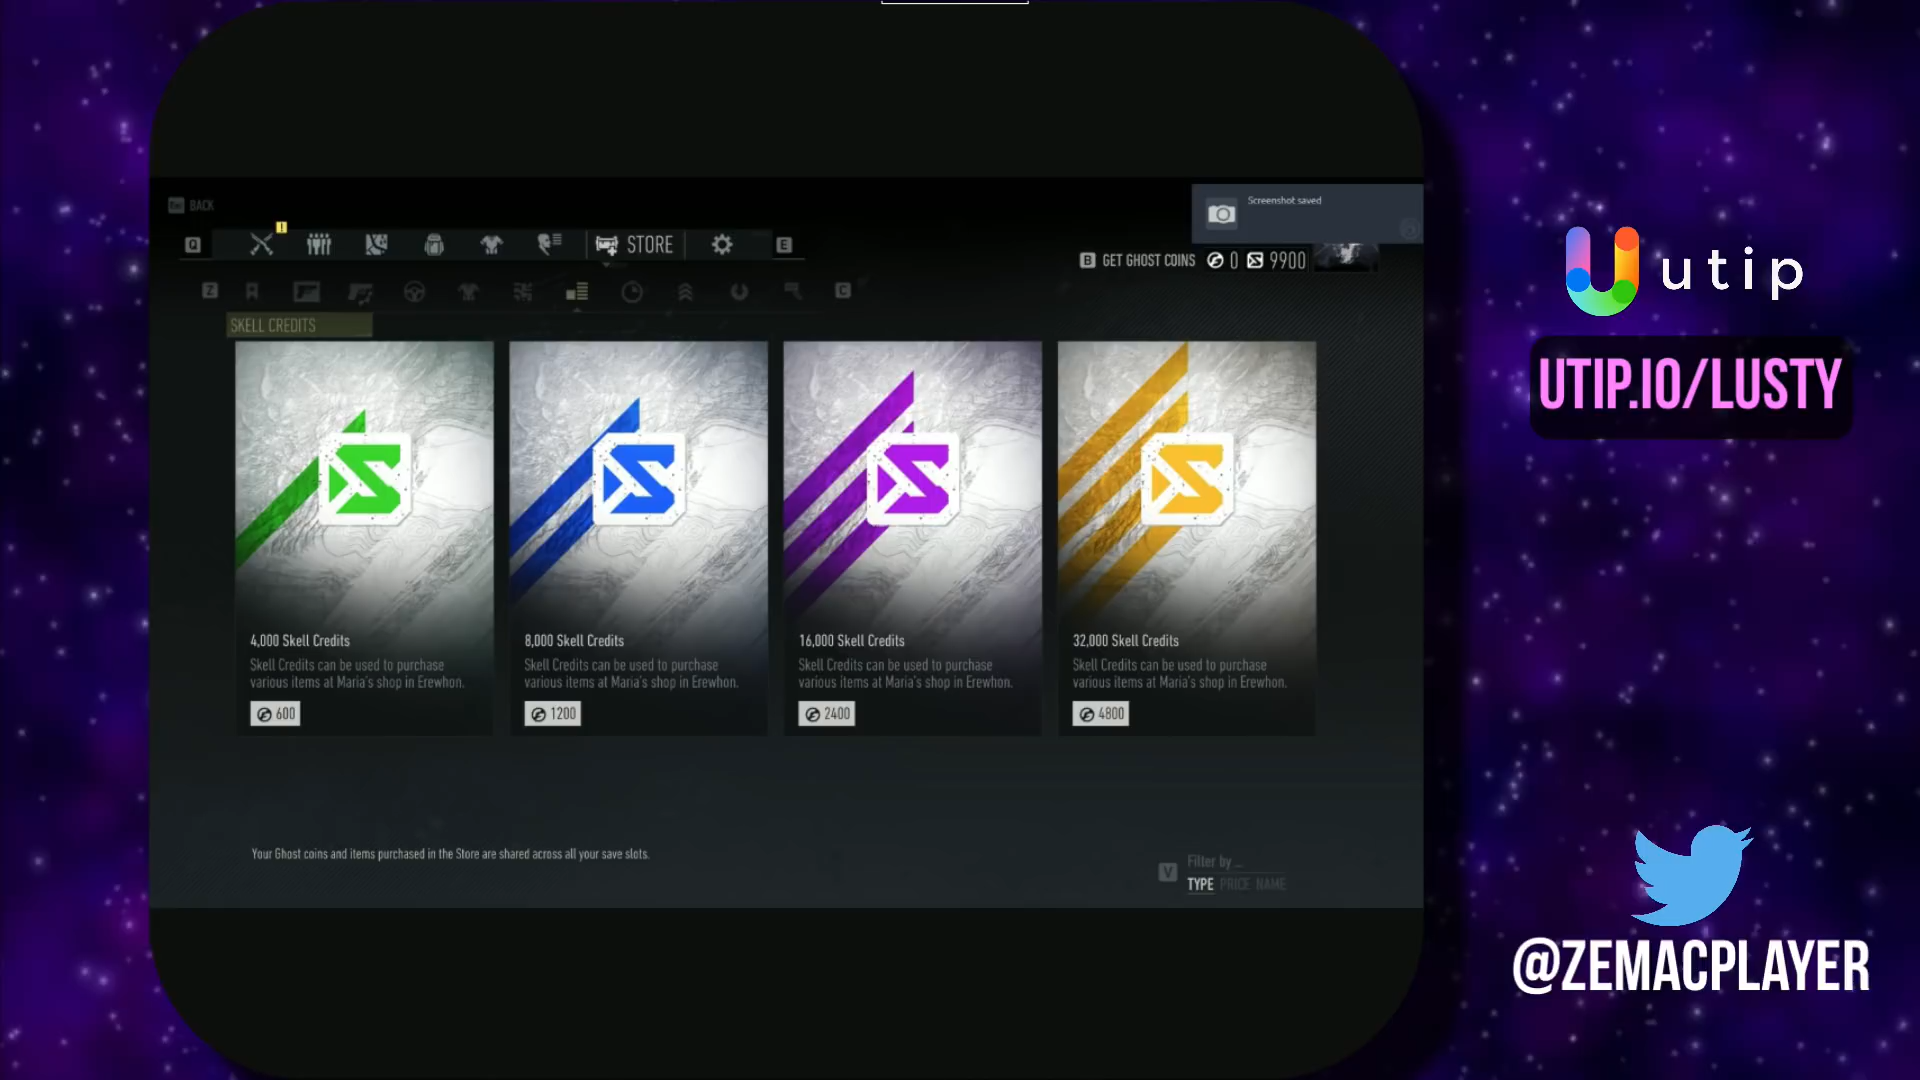 BACK
Screenshot saved
Q
STORE
E
B GET GHOST COINS 0 9900
Z
C
SKELL CREDITS
4,000 Skell Credits
Skell Credits can be used to purchase
various items at Maria's shop in Erewhon.
600
8,000 Skell Credits
Skell Credits can be used to purchase
various items at Maria's shop in Erewhon.
1200
16,000 Skell Credits
Skell Credits can be used to purchase
various items at Maria's shop in Erewhon.
2400
32,000 Skell Credits
Skell Credits can be used to purchase
various items at Maria's shop in Erewhon.
4800
Your Ghost coins and items purchased in the Store are shared across all your save slots.
V
Filter by ...
TYPE PRICE NAME
utip
UTIP.IO/LUSTY
@ZEMACPLAYER